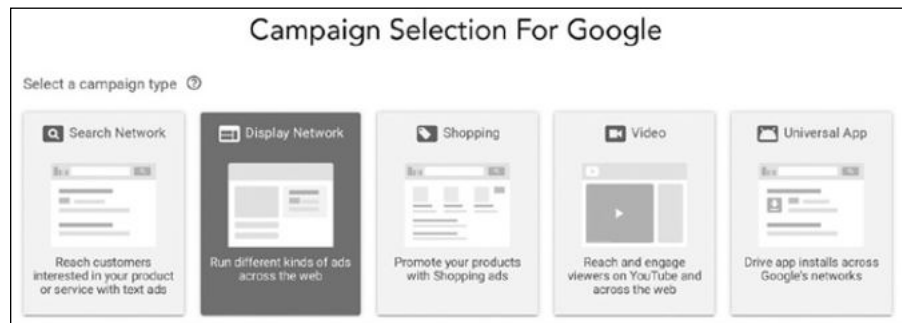 Campaign Selection For Google
Select a campaign type ?
Search Network
Display Network
Shopping
Video
Universal App
Reach customers
interested in your product
or service with text ads
Run different kinds of ads
across the web
Promote your products
with Shopping ads
Reach and engage
viewers on YouTube and
across the web
Drive app installs across
Google's networks